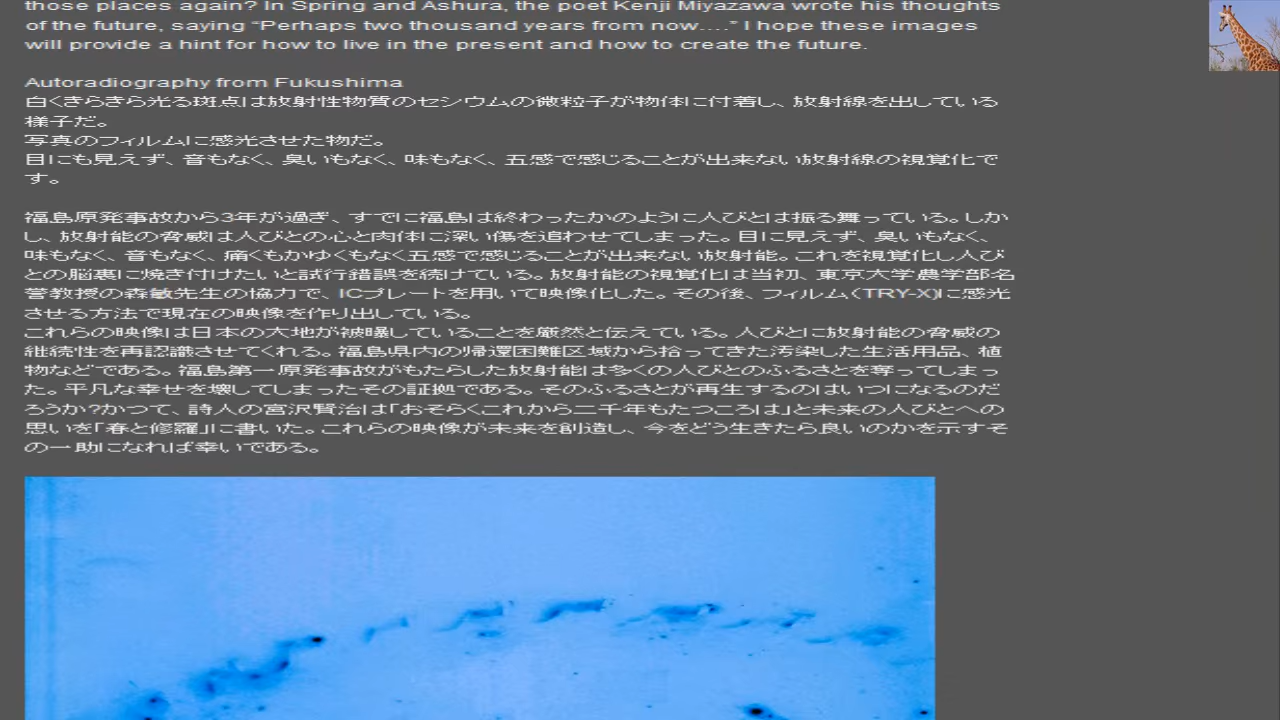 those places again? In Spring and Ashura, the poet Kenji Miyazawa wrote his thoughts
of the future, saying “Perhaps two thousand years from now....” I hope these images
will provide a hint for how to live in the present and how to create the future.
Autoradiography from Fukushima
白くきらきら光る斑点は放射性物質のセシウムの微粒子が物体に付着し、放射線を出している
様子だ。
写真のフィルムに感光させた物だ。
目にも見えず、音もなく、臭いもなく、味もなく、五感で感じることが出来ない放射線の視覚化で
す。
福島原発事故から3年が過ぎ、すでに福島は終わったかのように人びとは振る舞っている。しか
し、放射能の脅威は人びとの心と肉体に深い傷を追わせてしまった。目に見えず、臭いもなく、
味もなく、音もなく、痛くもかゆくもなく五感で感じることが出来ない放射能。これを視覚化し人び
との脳裏に焼き付けたいと試行錯誤を続けている。放射能の視覚化は当初、東京大学農学部名
誉教授の森敏先生の協力で、ICプレートを用いて映像化した。その後、フィルム(TRY-X)に感光
させる方法で現在の映像を作り出している。
これらの映像は日本の大地が被曝していることを厳然と伝えている。人びとに放射能の脅威の
継続性を再認識させてくれる。福島県内の帰還困難区域から拾ってきた汚染した生活用品、植
物などである。福島第一原発事故がもたらした放射能は多くの人びとのふるさとを奪ってしまっ
た。平凡な幸せを壊してしまったその証拠である。そのふるさとが再生するのはいつになるのだ
ろうか?かつて、詩人の宮沢賢治は「おそらくこれから二千年もたつころは」と未来の人びとへの
思いを「春と修羅」に書いた。これらの映像が未来を創造し、今をどう生きたら良いのかを示すそ
の一助になれば幸いである。